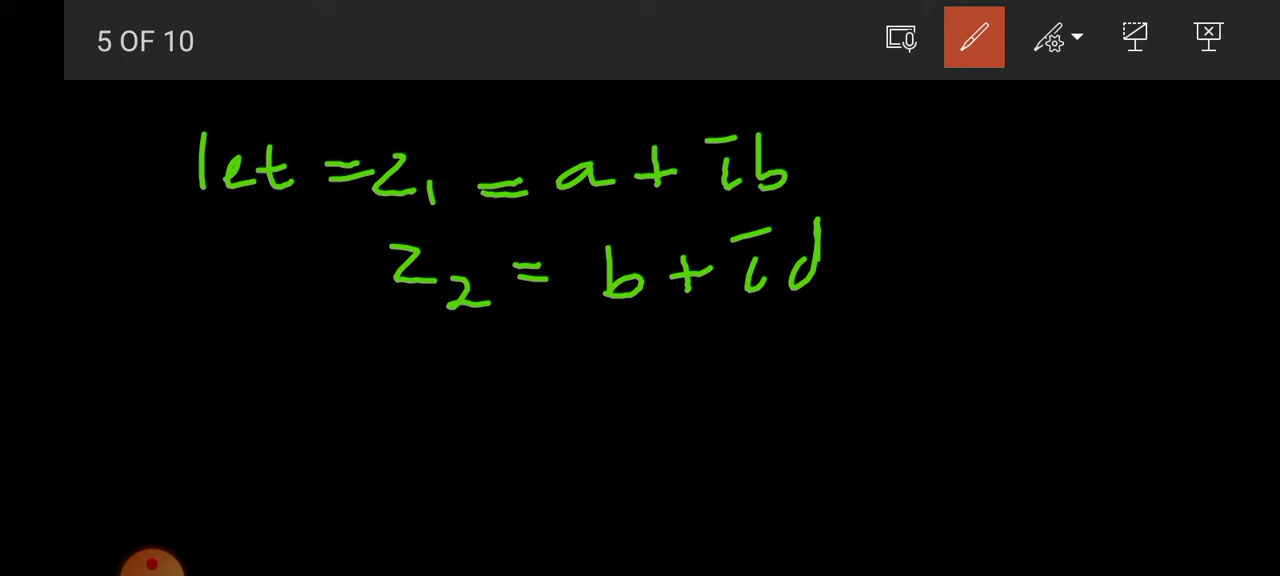 5 OF 10
let = z₁ = a + ib
z₂ = b + id